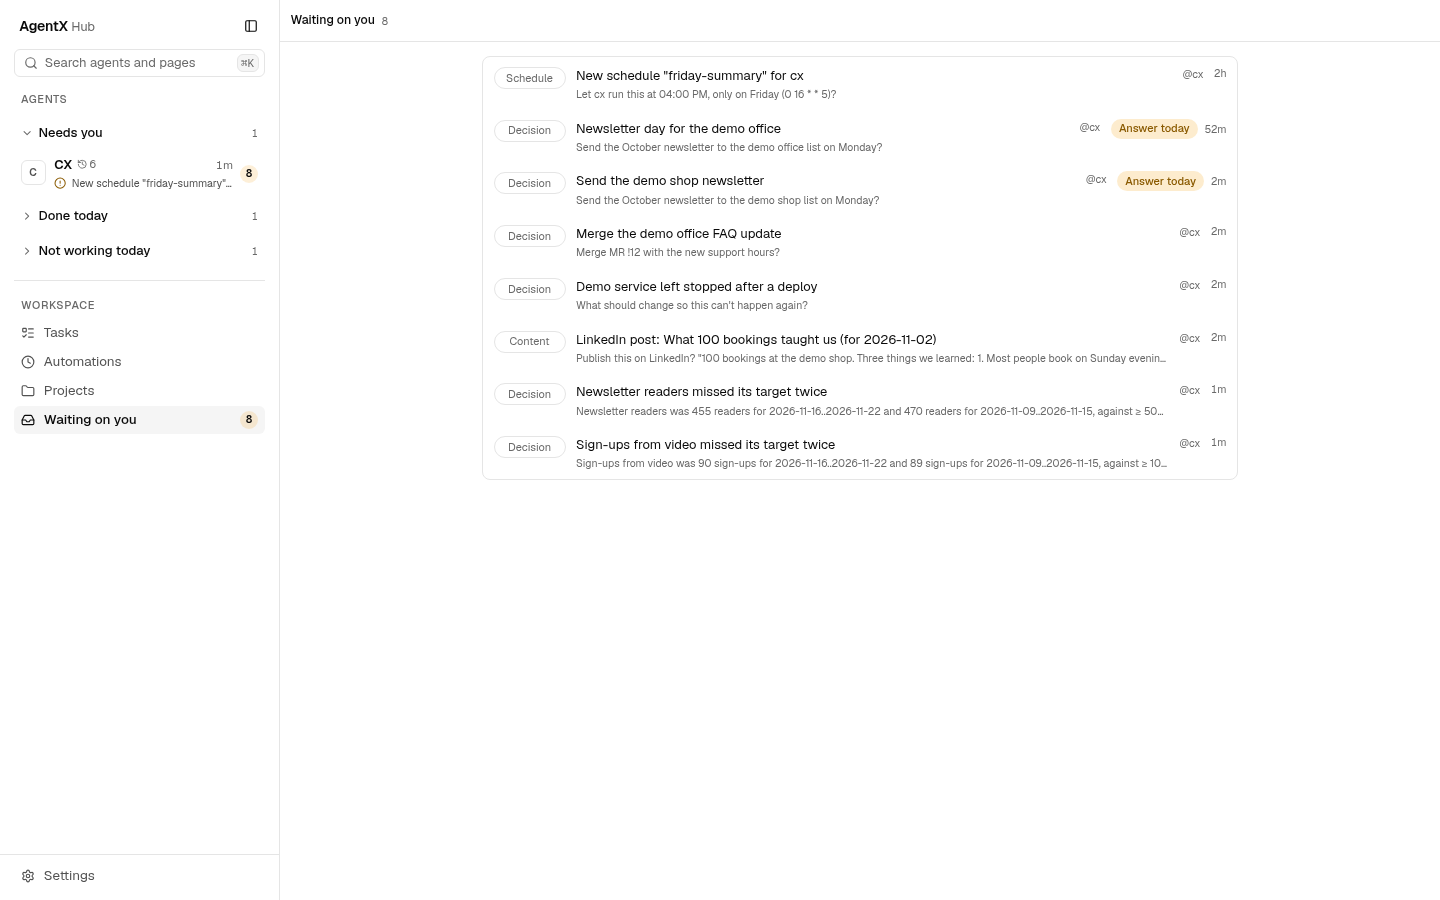 AgentX Hub
Search agents and pages
⌘K
AGENTS
Needs you
1
C
CX
6
1m
New schedule "friday-summary"...
8
Done today
1
Not working today
1
WORKSPACE
Tasks
Automations
Projects
Waiting on you
8
Settings
Waiting on you 8
Schedule
New schedule "friday-summary" for cx
@cx
2h
Let cx run this at 04:00 PM, only on Friday (0 16 * * 5)?
Decision
Newsletter day for the demo office
@cx
Answer today
52m
Send the October newsletter to the demo office list on Monday?
Decision
Send the demo shop newsletter
@cx
Answer today
2m
Send the October newsletter to the demo shop list on Monday?
Decision
Merge the demo office FAQ update
@cx
2m
Merge MR !12 with the new support hours?
Decision
Demo service left stopped after a deploy
@cx
2m
What should change so this can't happen again?
Content
LinkedIn post: What 100 bookings taught us (for 2026-11-02)
@cx
2m
Publish this on LinkedIn? "100 bookings at the demo shop. Three things we learned: 1. Most people book on Sunday evenin...
Decision
Newsletter readers missed its target twice
@cx
1m
Newsletter readers was 455 readers for 2026-11-16..2026-11-22 and 470 readers for 2026-11-09..2026-11-15, against ≥ 50...
Decision
Sign-ups from video missed its target twice
@cx
1m
Sign-ups from video was 90 sign-ups for 2026-11-16..2026-11-22 and 89 sign-ups for 2026-11-09..2026-11-15, against ≥ 10...